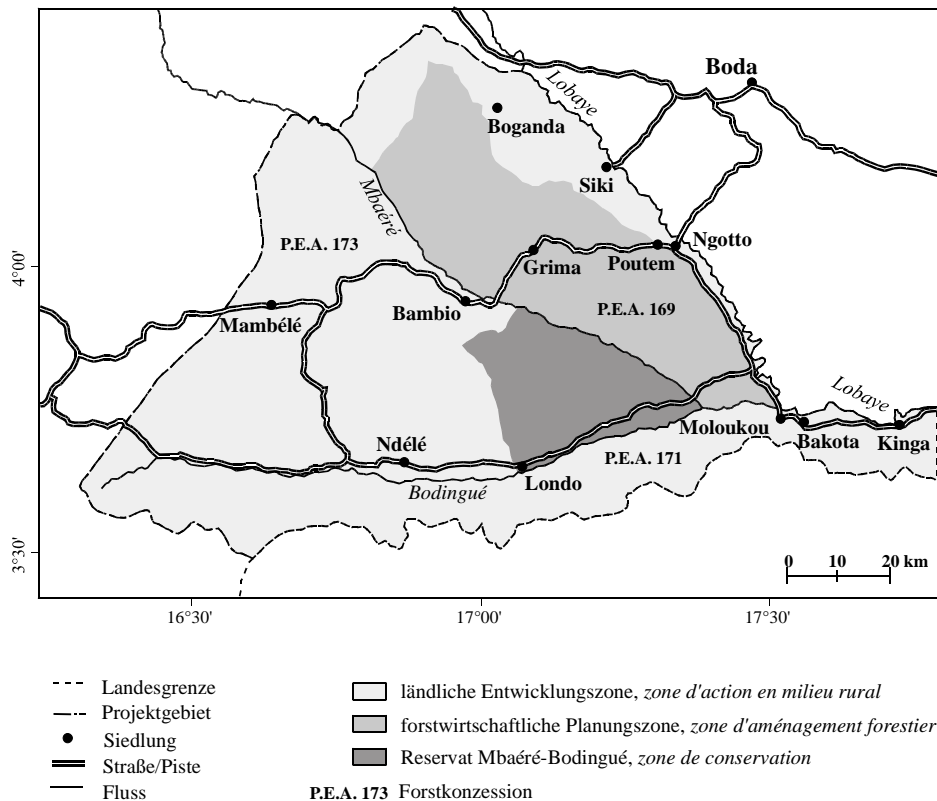 Boda
Lobaye
Boganda
Siki
Mbaéré
Ngotto
P.E.A. 173
Grima
Poutem
4°00'
Bambio
P.E.A. 169
Mambélé
Lobaye
Moloukou
Bakota
Kinga
Ndélé
P.E.A. 171
Londo
Bodingué
3°30'
0 10 20 km
16°30' 17°00' 17°30'
Landesgrenze
Projektgebiet
Siedlung
Straße/Piste
Fluss
ländliche Entwicklungszone, zone d'action en milieu rural
forstwirtschaftliche Planungszone, zone d'aménagement forestier
Reservat Mbaéré-Bodingué, zone de conservation
P.E.A. 173 Forstkonzession